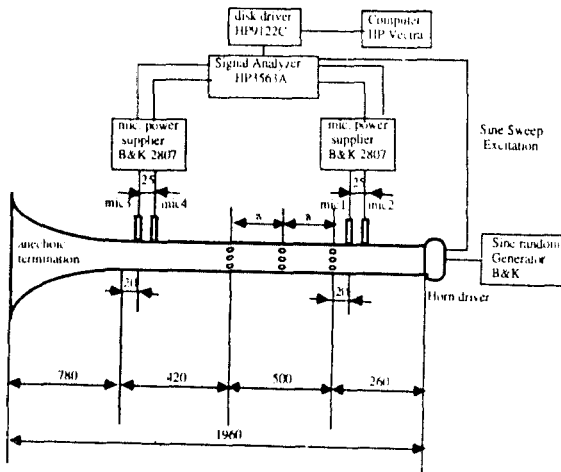 disk driver
HP9122C
Computer
HP Vectra
Signal Analyzer
HP3563A
mic. power
supplier
B&K 2807
mic. power
supplier
B&K 2807
Sine Sweep
Excitation
25
25
mic3
mic4
mic1
mic2
a
a
anechoic
termination
Sine random
Generator
B&K
20
20
Horn driver
780
420
500
260
1960